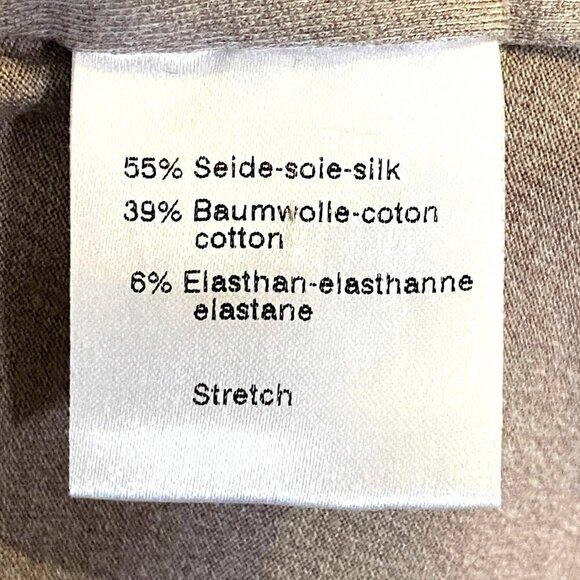 55% Seide-soie-silk
39% Baumwolle-coton
cotton
6% Elasthan-elasthanne
elastane
Stretch